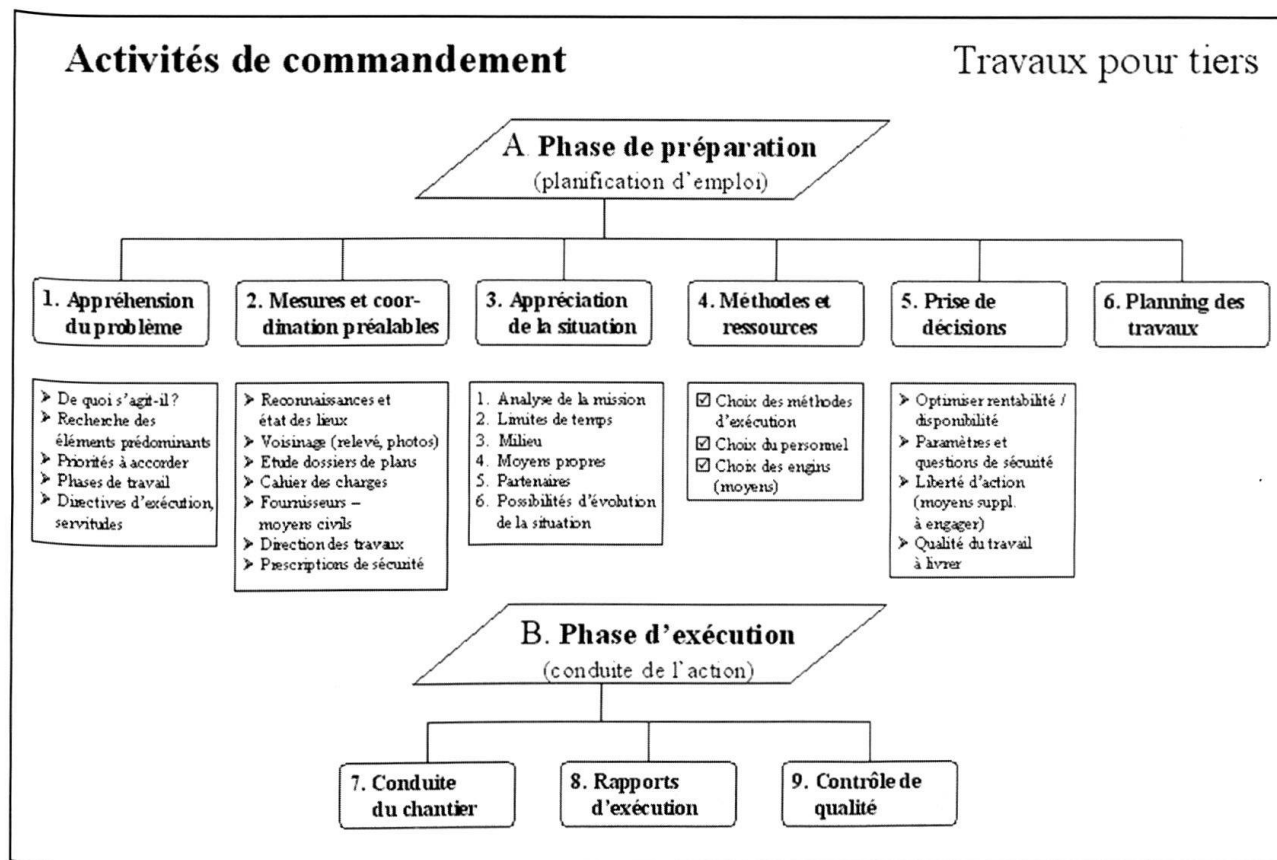 Activités de commandement
Travaux pour tiers
A. Phase de préparation
(planification d'emploi)
1. Appréhension
du problème
2. Mesures et coor-
dination préalables
3. Appréciation
de la situation
4. Méthodes et
ressources
5. Prise de
décisions
6. Planning des
travaux
➢ De quoi s'agit-il?
➢ Recherche des
éléments prédominants
➢ Priorités à accorder
➢ Phases de travail
➢ Directives d'exécution,
servitudes
➢ Reconnaissances et
état des lieux
➢ Voisinage (relevé, photos)
➢ Etude dossiers de plans
➢ Cahier des charges
➢ Fournisseurs –
moyens civils
➢ Direction des travaux
➢ Prescriptions de sécurité
1. Analyse de la mission
2. Limites de temps
3. Milieu
4. Moyens propres
5. Partenaires
6. Possibilités d'évolution
de la situation
☑ Choix des méthodes
d'exécution
☑ Choix du personnel
☑ Choix des engins
(moyens)
➢ Optimiser rentabilité /
disponibilité
➢ Paramètres et
questions de sécurité
➢ Liberté d'action
(moyens suppl.
à engager)
➢ Qualité du travail
à livrer
B. Phase d'exécution
(conduite de l'action)
7. Conduite
du chantier
8. Rapports
d'exécution
9. Contrôle de
qualité